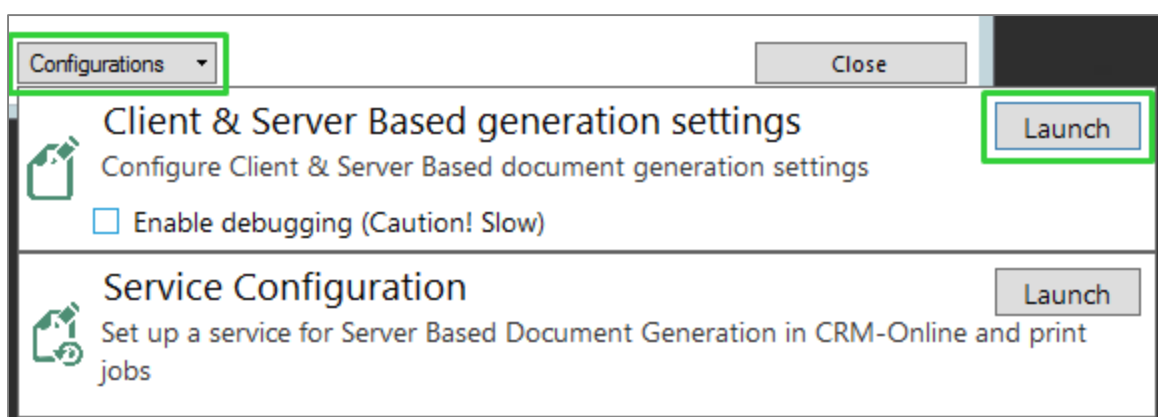 Configurations
Close
Client & Server Based generation settings
Launch
Configure Client & Server Based document generation settings
Enable debugging (Caution! Slow)
Service Configuration
Launch
Set up a service for Server Based Document Generation in CRM-Online and print
jobs